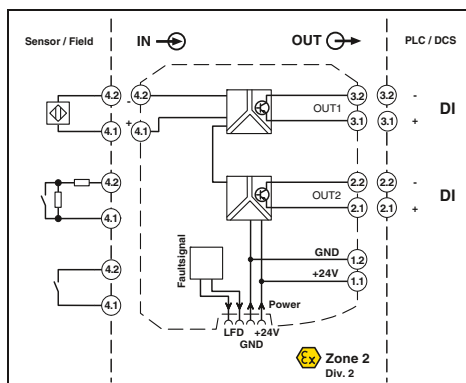 Sensor / Field IN OUT PLC / DCS
4.2 - 4.2 3.2 3.2 -
OUT1 DI
4.1 + 4.1 3.1 3.1 +
4.2 2.2 2.2 -
OUT2 DI
4.1 2.1 2.1 +
Faultsignal
GND 1.2
4.2
+24V 1.1
4.1
Power
LFD +24V
GND
Ex Zone 2
Div. 2